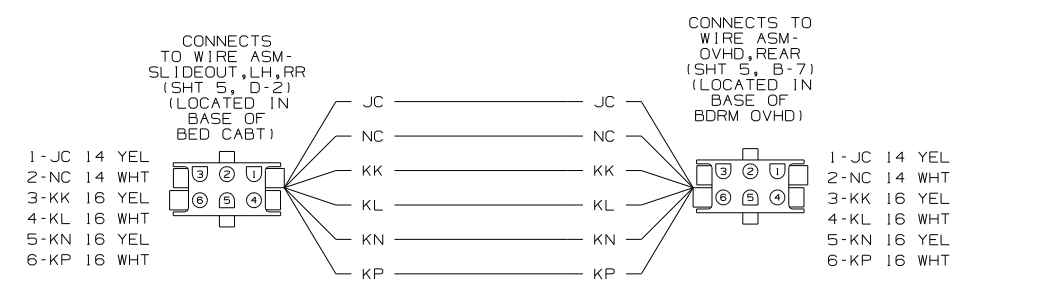 CONNECTS
TO WIRE ASM-
SLIDEOUT,LH,RR
(SHT 5, D-2)
(LOCATED IN
BASE OF
BED CABT)
CONNECTS TO
WIRE ASM-
OVHD,REAR
(SHT 5, B-7)
(LOCATED IN
BASE OF
BDRM OVHD)
1-JC 14 YEL
2-NC 14 WHT
3-KK 16 YEL
4-KL 16 WHT
5-KN 16 YEL
6-KP 16 WHT
3 2 1
6 5 4
JC JC
NC NC
KK KK
KL KL
KN KN
KP KP
3 2 1
6 5 4
1-JC 14 YEL
2-NC 14 WHT
3-KK 16 YEL
4-KL 16 WHT
5-KN 16 YEL
6-KP 16 WHT